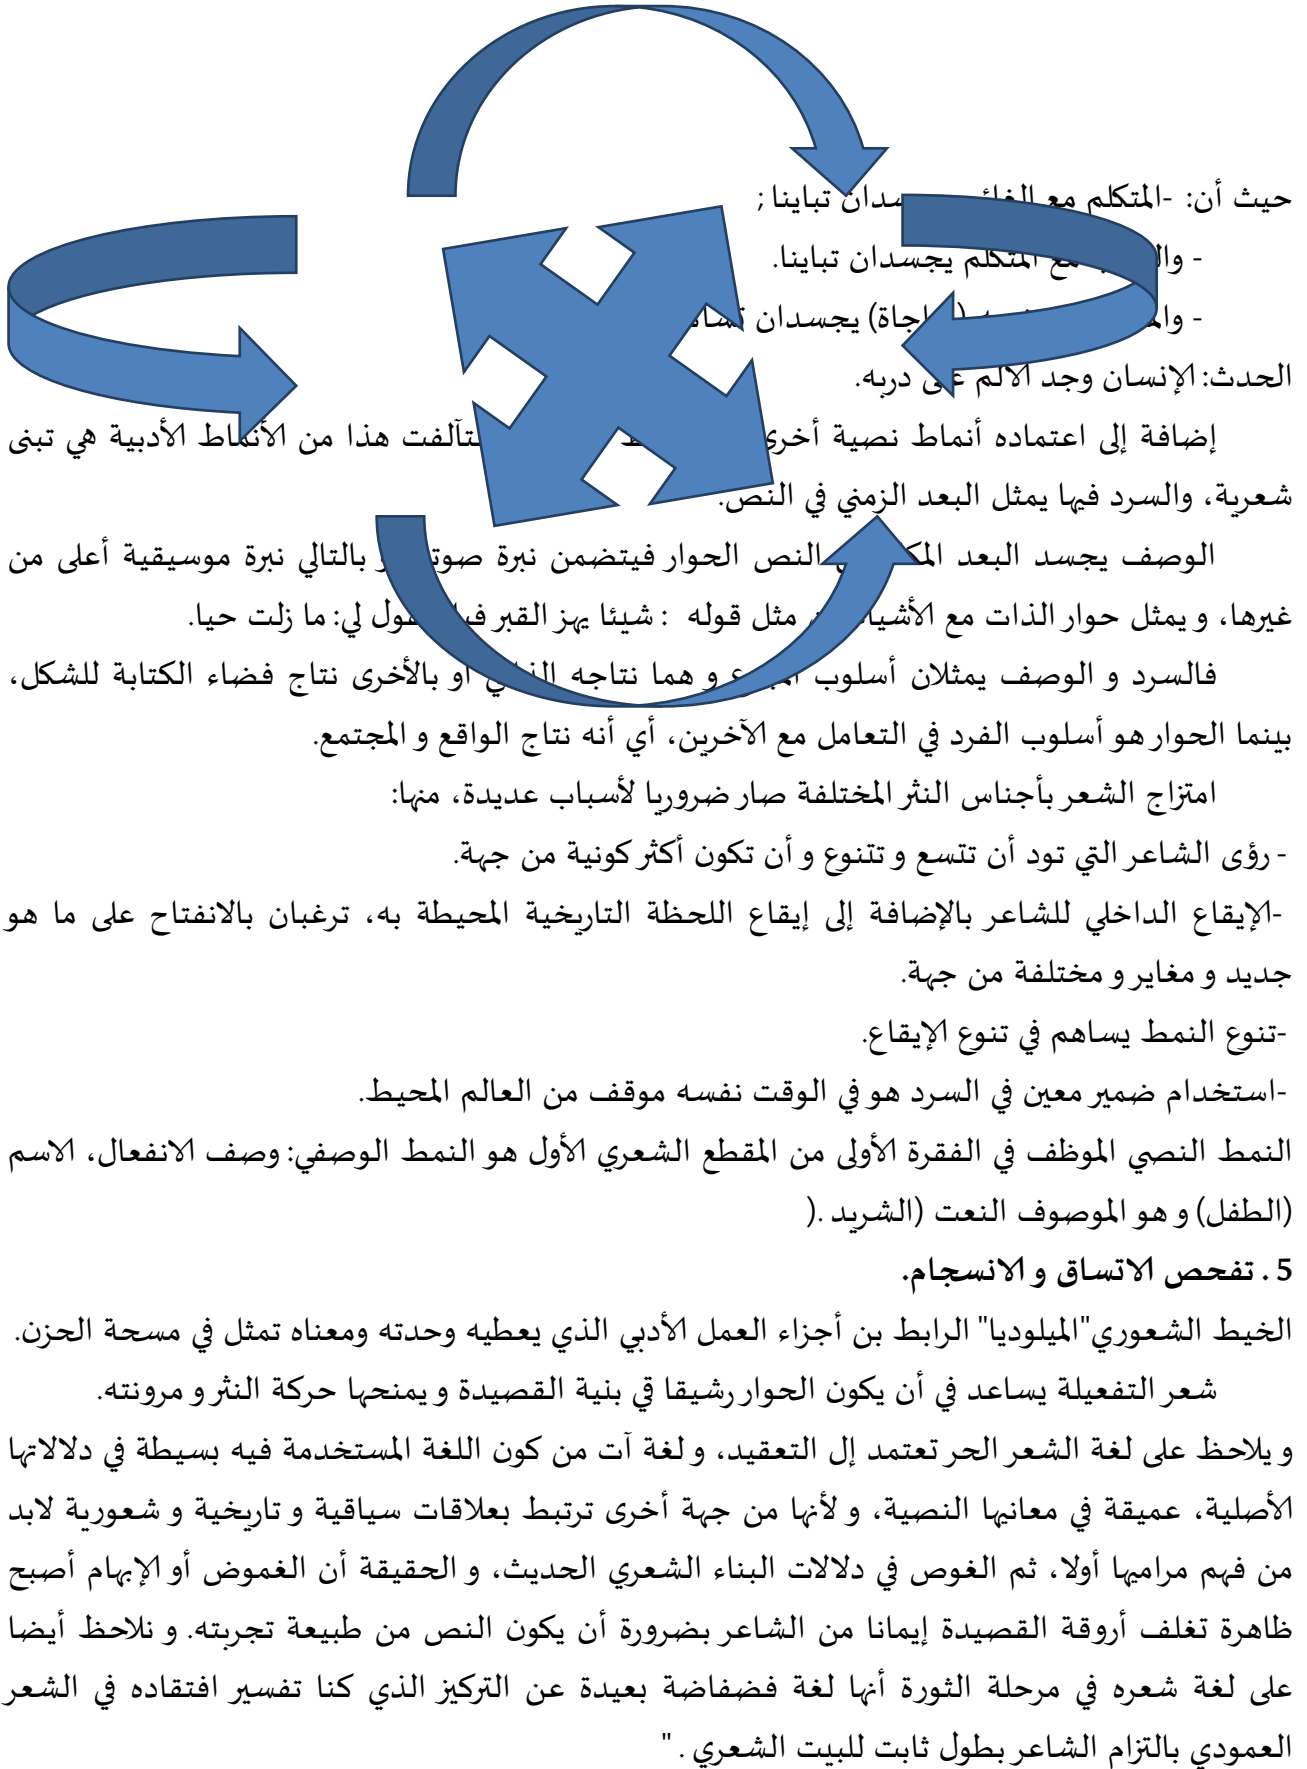 حيث أن: -المتكلم مع تباينا ;
- مع المتكلم يجسدان تباينا.
- يجسدان
الحدث: الإنسان وجد الألم على دربه.
إضافة إلى اعتماده أنماط نصية أخرى فتآلفت هذا من الأنماط الأدبية هي تبنى
شعرية، والسرد فيها يمثل البعد الزمني في النص.
الوصف يجسد البعد النص الحوار فيتضمن نبرة بالتالي نبرة موسيقية أعلى من
غيرها، و يمثل حوار الذات مع مثل قوله : شيئا يهز القبر لي: ما زلت حيا.
فالسرد و الوصف يمثلان أسلوب و هما نتاجه أو بالأخرى نتاج فضاء الكتابة للشكل،
بينما الحوار هو أسلوب الفرد في التعامل مع الآخرين، أي أنه نتاج الواقع و المجتمع.
امتزاج الشعر بأجناس النثر المختلفة صار ضروريا لأسباب عديدة، منها:
- رؤى الشاعر التي تود أن تتسع و تتنوع و أن تكون أكثر كونية من جهة.
-الإيقاع الداخلي للشاعر بالإضافة إلى إيقاع اللحظة التاريخية المحيطة به، ترغبان بالانفتاح على ما هو
جديد و مغاير و مختلفة من جهة.
-تنوع النمط يساهم في تنوع الإيقاع.
-استخدام ضمير معين في السرد هو في الوقت نفسه موقف من العالم المحيط.
النمط النصي الموظف في الفقرة الأولى من المقطع الشعري الأول هو النمط الوصفي: وصف الانفعال، الاسم
(الطفل) و هو الموصوف النعت (الشريد .(
5 . تفحص الاتساق و الانسجام.
الخيط الشعوري"الميلوديا" الرابط بن أجزاء العمل الأدبي الذي يعطيه وحدته ومعناه تمثل في مسحة الحزن.
شعر التفعيلة يساعد في أن يكون الحوار رشيقا قي بنية القصيدة و يمنحها حركة النثر و مرونته.
و يلاحظ على لغة الشعر الحر تعتمد إل التعقيد، و لغة آت من كون اللغة المستخدمة فيه بسيطة في دلالاتها
الأصلية، عميقة في معانيها النصية، و لأنها من جهة أخرى ترتبط بعلاقات سياقية و تاريخية و شعورية لابد
من فهم مراميها أولا، ثم الغوص في دلالات البناء الشعري الحديث، و الحقيقة أن الغموض أو الإبهام أصبح
ظاهرة تغلف أروقة القصيدة إيمانا من الشاعر بضرورة أن يكون النص من طبيعة تجربته. و نلاحظ أيضا
على لغة شعره في مرحلة الثورة أنها لغة فضفاضة بعيدة عن التركيز الذي كنا تفسير افتقاده في الشعر
العمودي بالتزام الشاعر بطول ثابت للبيت الشعري . "